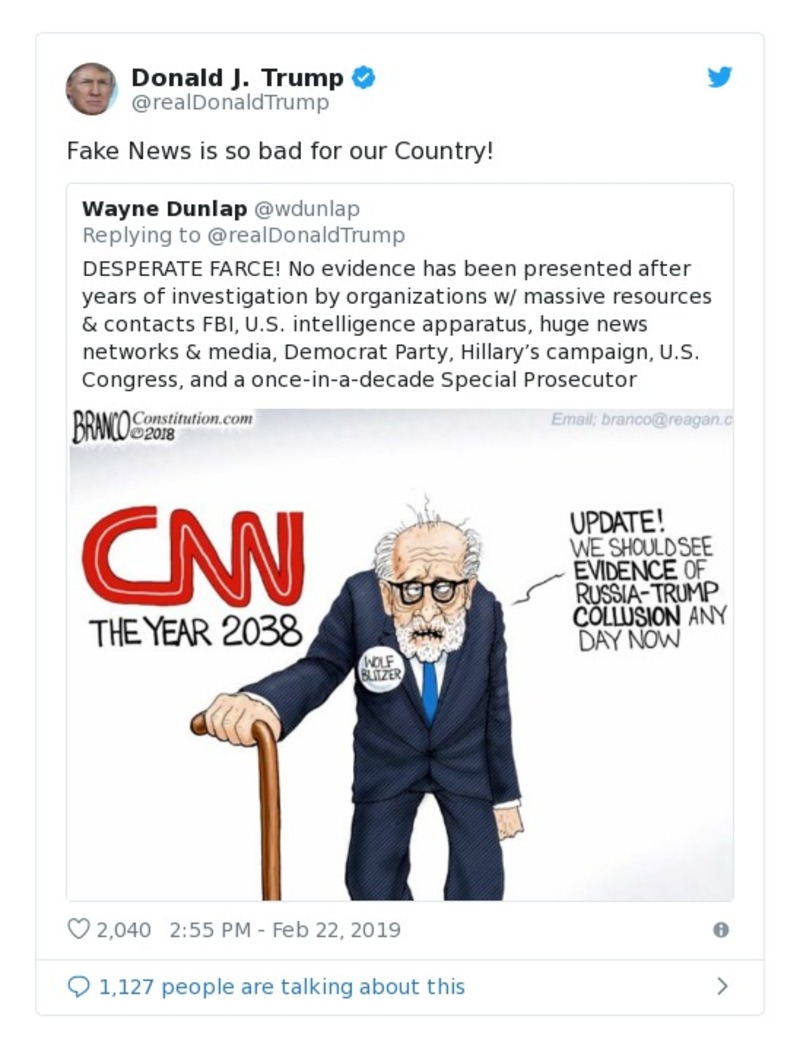 Donald J. Trump
@realDonaldTrump
Fake News is so bad for our Country!
Wayne Dunlap @wdunlap
Replying to @realDonaldTrump
DESPERATE FARCE! No evidence has been presented after
years of investigation by organizations w/ massive resources
& contacts FBI, U.S. intelligence apparatus, huge news
networks & media, Democrat Party, Hillary’s campaign, U.S.
Congress, and a once-in-a-decade Special Prosecutor
BRANCO Constitution.com
©2018
Email; branco@reagan.c
CNN
THE YEAR 2038
UPDATE!
WE SHOULD SEE
EVIDENCE OF
RUSSIA-TRUMP
COLLUSION ANY
DAY NOW
WOLF
BLITZER
2,040 2:55 PM - Feb 22, 2019
1,127 people are talking about this